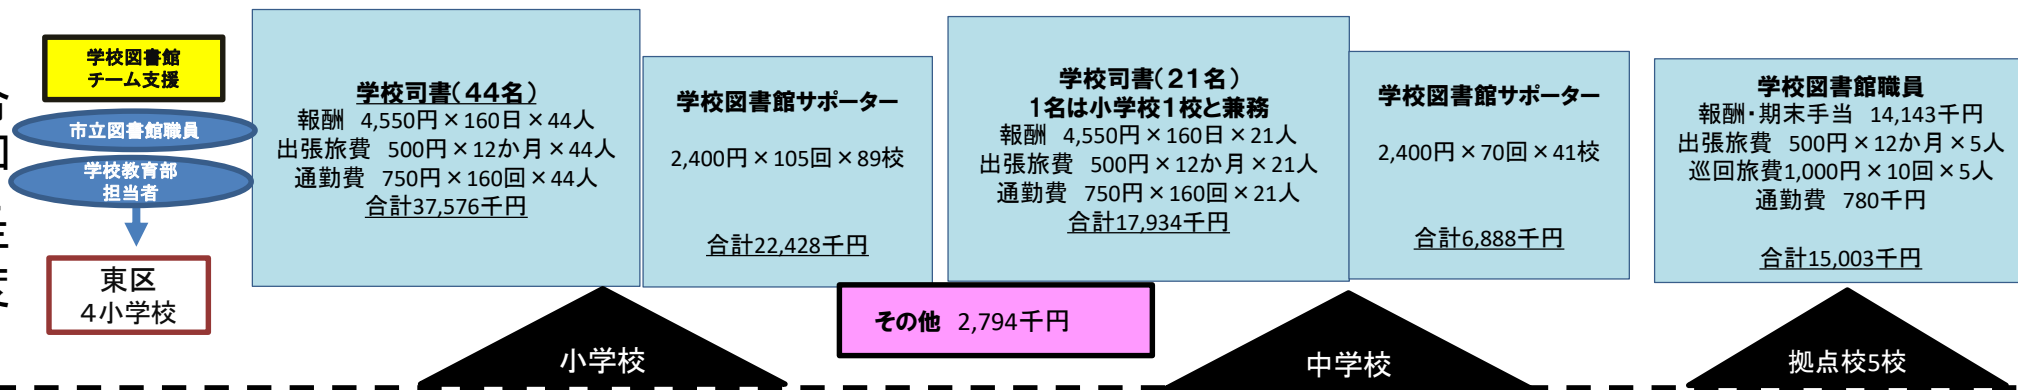 学校図書館
チーム支援
市立図書館職員
学校教育部
担当者
東区
4小学校
学校司書(44名)
報酬 4,550円×160日×44人
出張旅費 500円×12か月×44人
通勤費 750円×160回×44人
合計37,576千円
学校図書館サポーター
2,400円×105回×89校
合計22,428千円
学校司書(21名)
1名は小学校1校と兼務
報酬 4,550円×160日×21人
出張旅費 500円×12か月×21人
通勤費 750円×160回×21人
合計17,934千円
学校図書館サポーター
2,400円×70回×41校
合計6,888千円
学校図書館職員
報酬・期末手当 14,143千円
出張旅費 500円×12か月×5人
巡回旅費1,000円×10回×5人
通勤費 780千円
合計15,003千円
その他 2,794千円
小学校
中学校
拠点校5校